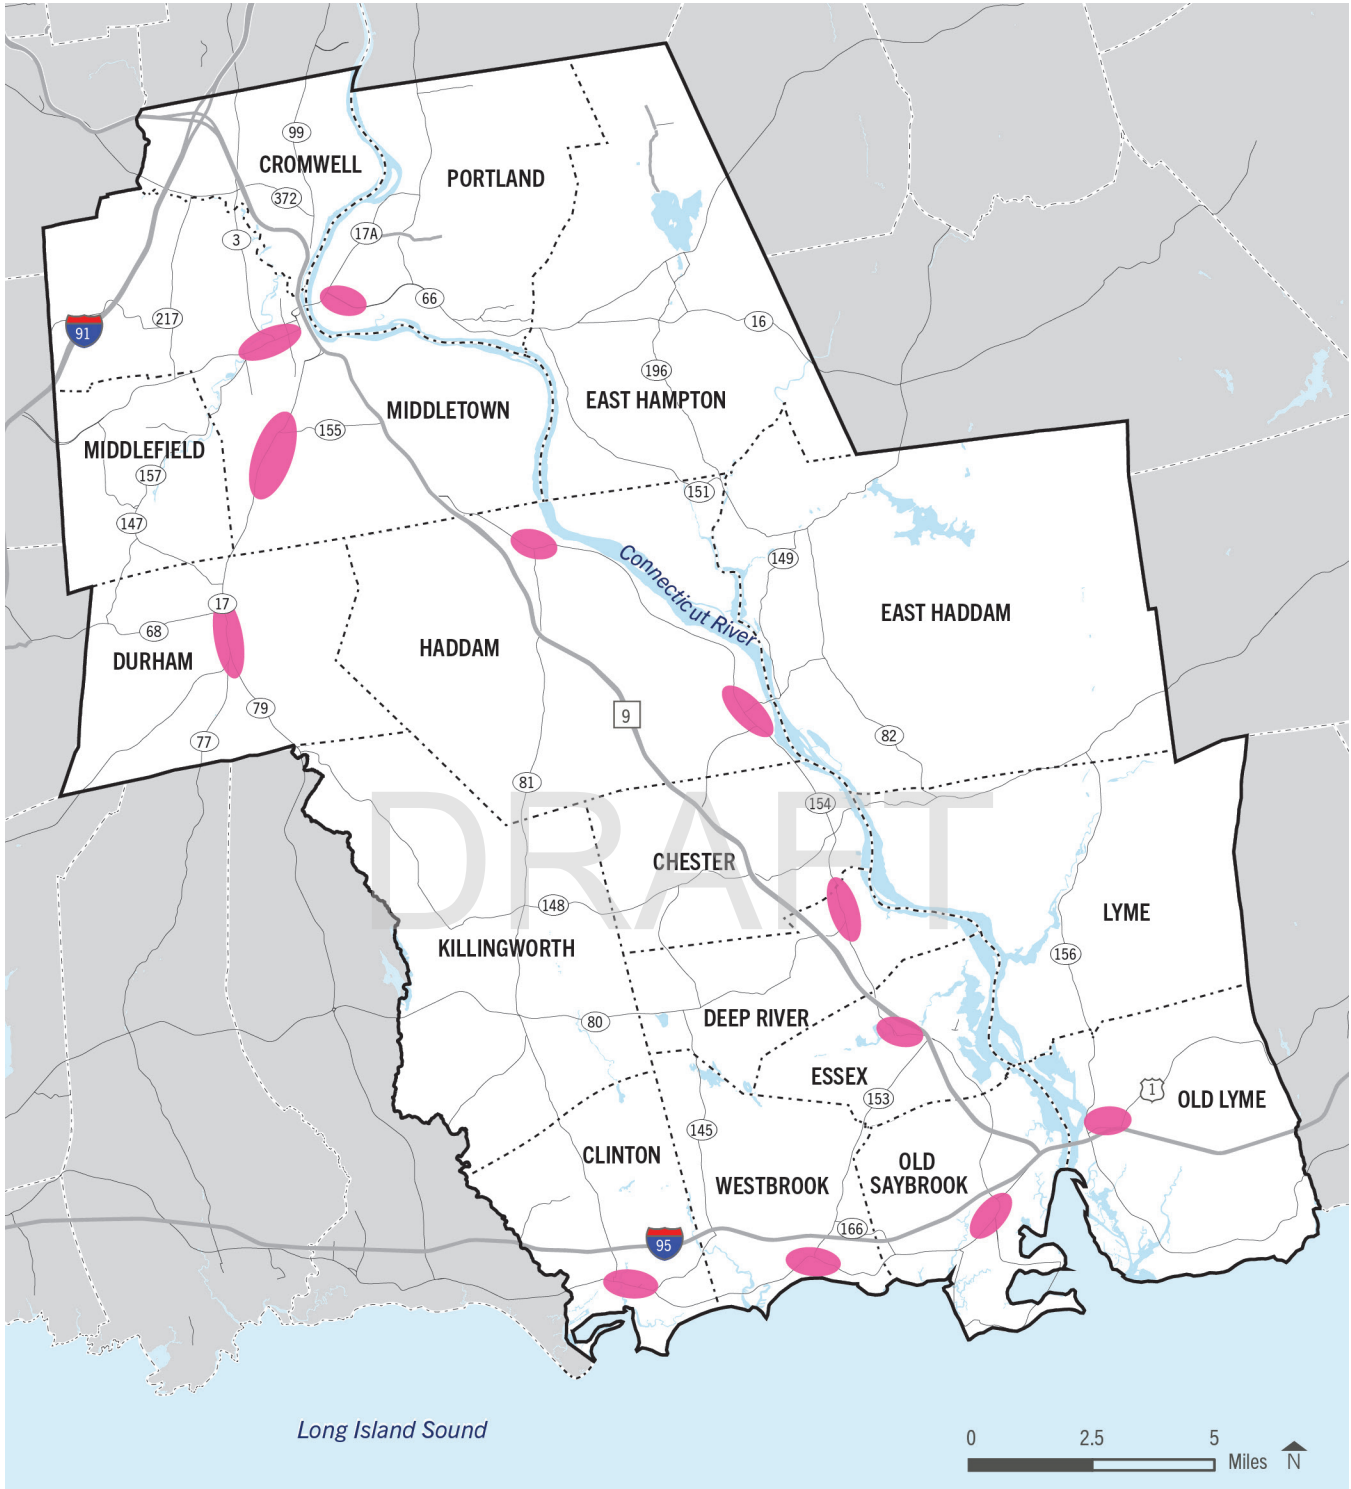 99
CROMWELL
PORTLAND
372
17A
3
66
217
91
16
196
EAST HAMPTON
MIDDLETOWN
155
MIDDLEFIELD
157
151
147
Connecticut River
149
17
68
EAST HADDAM
DURHAM
HADDAM
79
9
82
77
81
154
DRAFT
CHESTER
148
LYME
KILLINGWORTH
156
80
DEEP RIVER
ESSEX
153
1
OLD LYME
145
CLINTON
OLD
SAYBROOK
WESTBROOK
166
95
Long Island Sound
0 2.5 5
Miles N